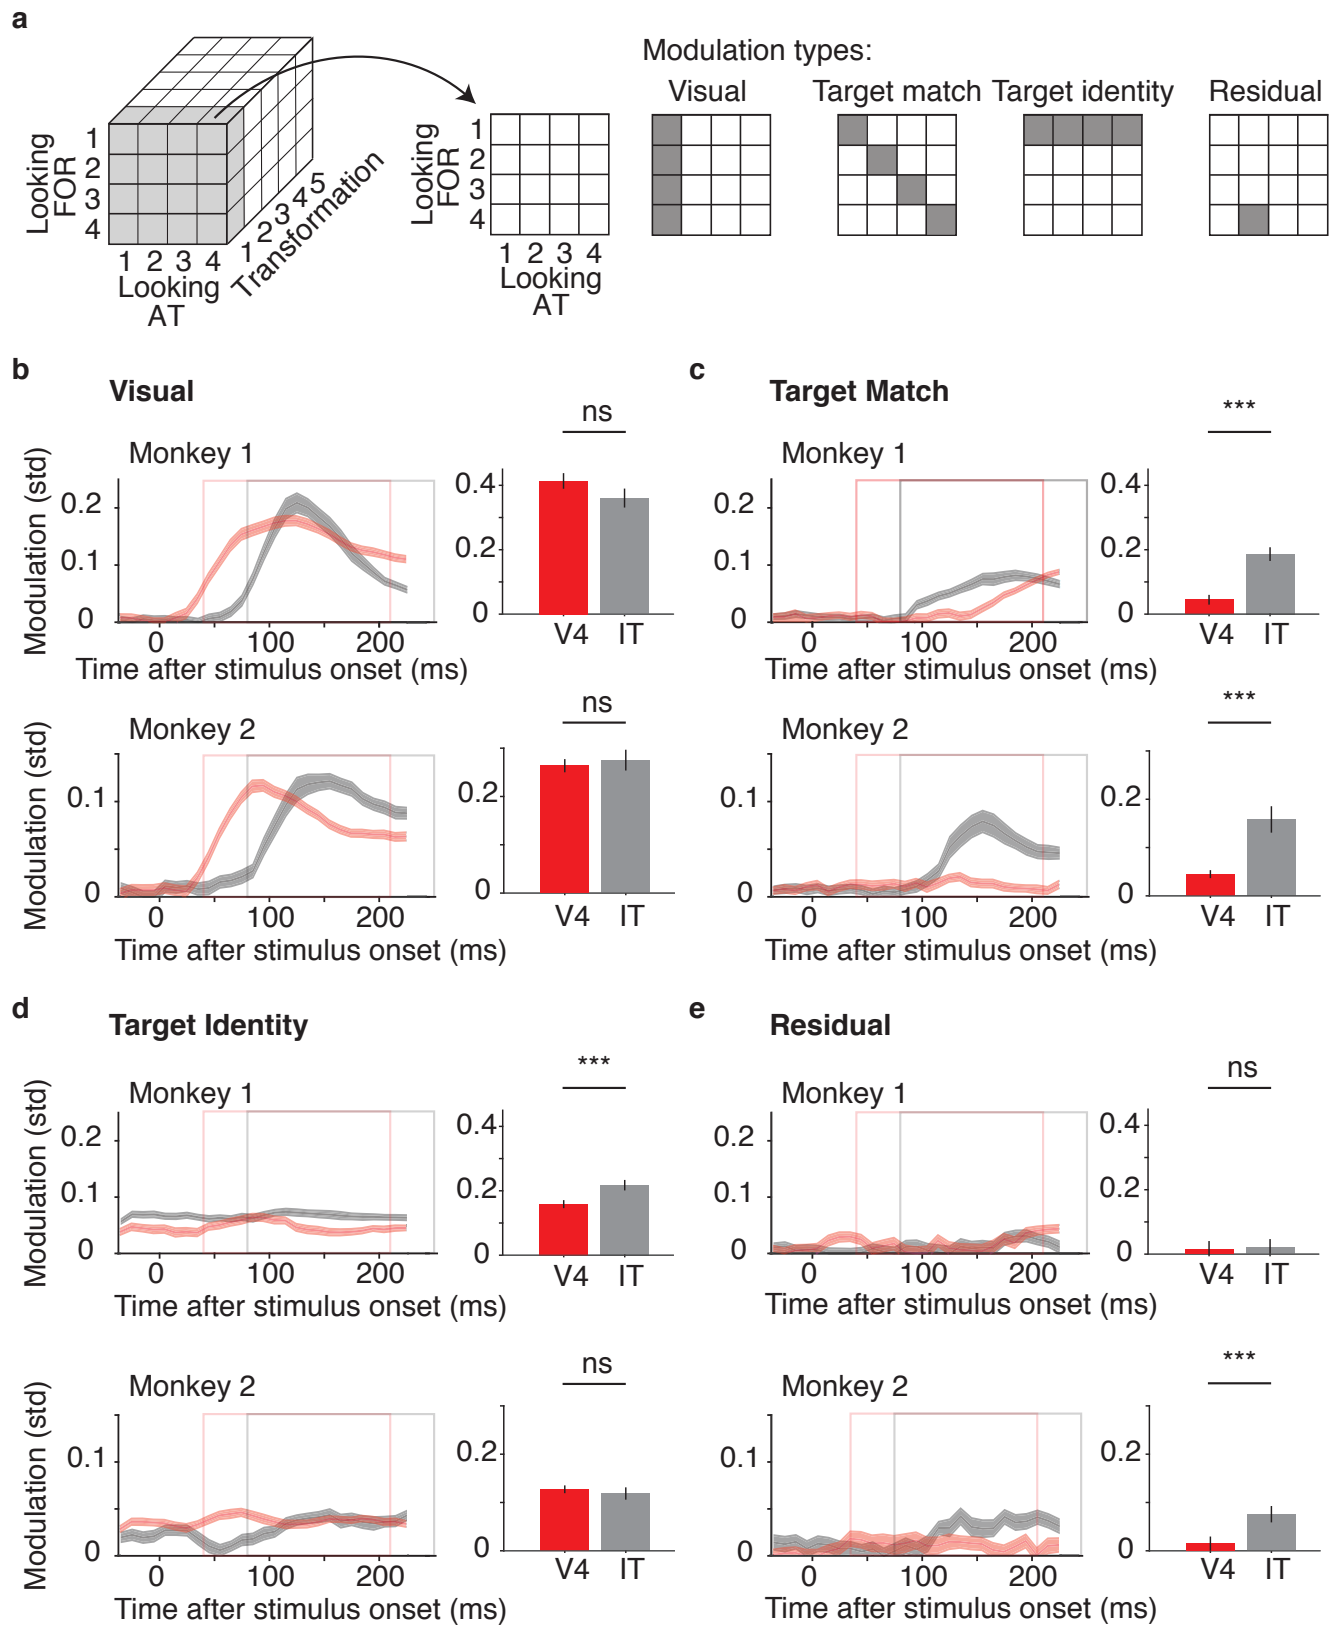 a
Modulation types:
Visual
Target match
Target identity
Residual
Looking
FOR
1
2
3
4
1 2 3 4
Looking
AT
1 2 3 4 5
Transformation
Looking
FOR
1
2
3
4
1 2 3 4
Looking
AT
b
Visual
Monkey 1
Modulation (std)
0.2
0.1
0
0 100 200
Time after stimulus onset (ms)
ns
0.4
0.2
0
V4 IT
Monkey 2
Modulation (std)
0.1
0
0 100 200
Time after stimulus onset (ms)
ns
0.2
0
V4 IT
c
Target Match
Monkey 1
0.2
0.1
0
0 100 200
***
0.4
0.2
0
V4 IT
Monkey 2
0.1
0
0 100 200
Time after stimulus onset (ms)
***
0.2
0
V4 IT
d
Target Identity
Monkey 1
Modulation (std)
0.2
0.1
0
0 100 200
Time after stimulus onset (ms)
***
0.4
0.2
0
V4 IT
Monkey 2
Modulation (std)
0.1
0
0 100 200
Time after stimulus onset (ms)
ns
0.2
0
V4 IT
e
Residual
Monkey 1
0.2
0.1
0
0 100 200
Time after stimulus onset (ms)
ns
0.4
0.2
0
V4 IT
Monkey 2
0.1
0
0 100 200
Time after stimulus onset (ms)
***
0.2
0
V4 IT